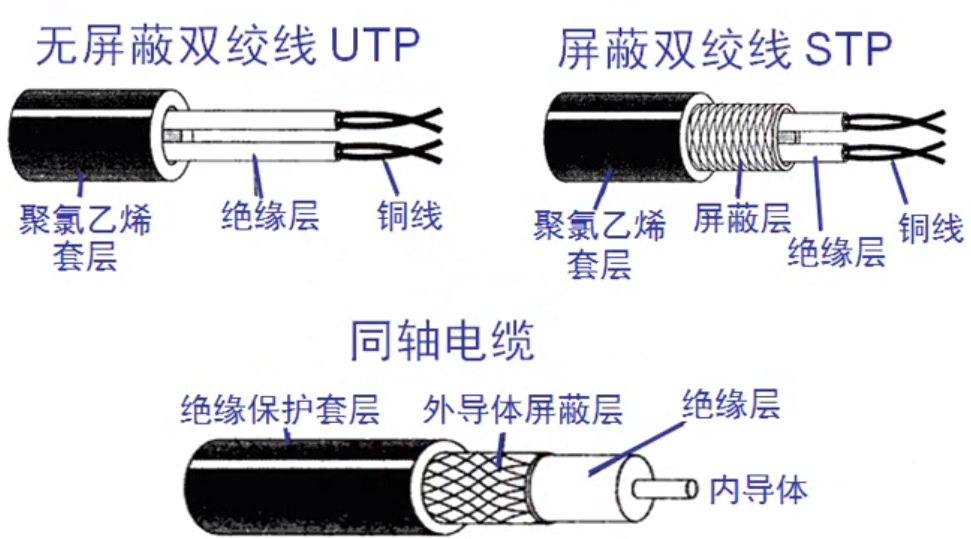 无屏蔽双绞线 UTP
屏蔽双绞线 STP
聚氯乙烯
套层
绝缘层
铜线
聚氯乙烯
套层
屏蔽层
绝缘层
铜线
同轴电缆
绝缘保护套层
外导体屏蔽层
绝缘层
内导体